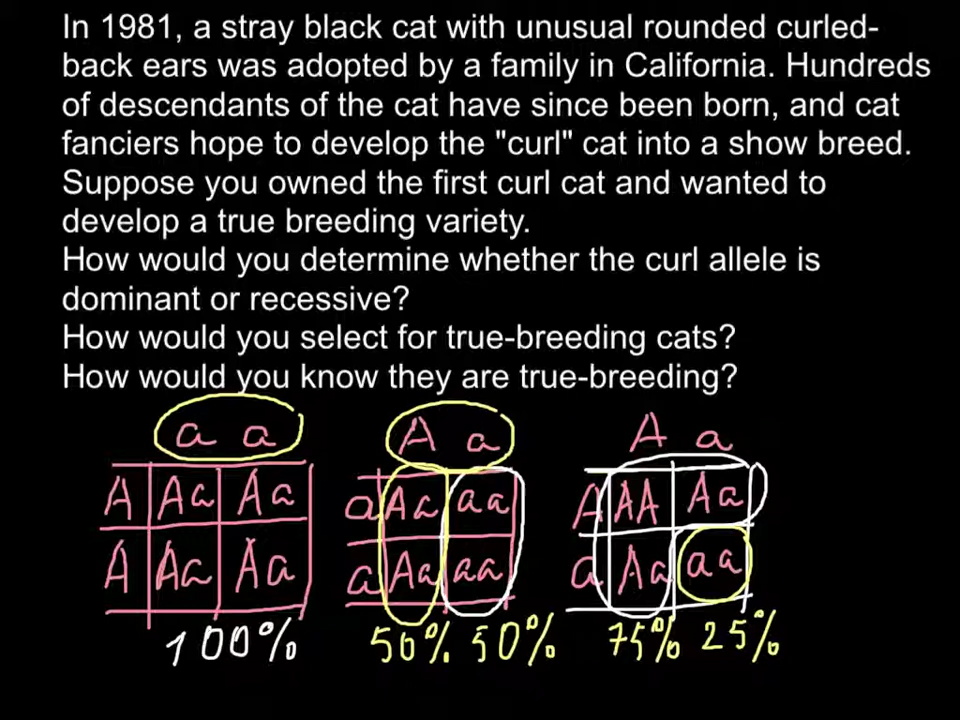 In 1981, a stray black cat with unusual rounded curled-
back ears was adopted by a family in California. Hundreds
of descendants of the cat have since been born, and cat
fanciers hope to develop the "curl" cat into a show breed.
Suppose you owned the first curl cat and wanted to
develop a true breeding variety.
How would you determine whether the curl allele is
dominant or recessive?
How would you select for true-breeding cats?
How would you know they are true-breeding?
a a
A Aa Aa
A Aa Aa
100%
A a
a Aa aa
a Aa aa
50% 50%
A a
A AA Aa
a Aa aa
75% 25%